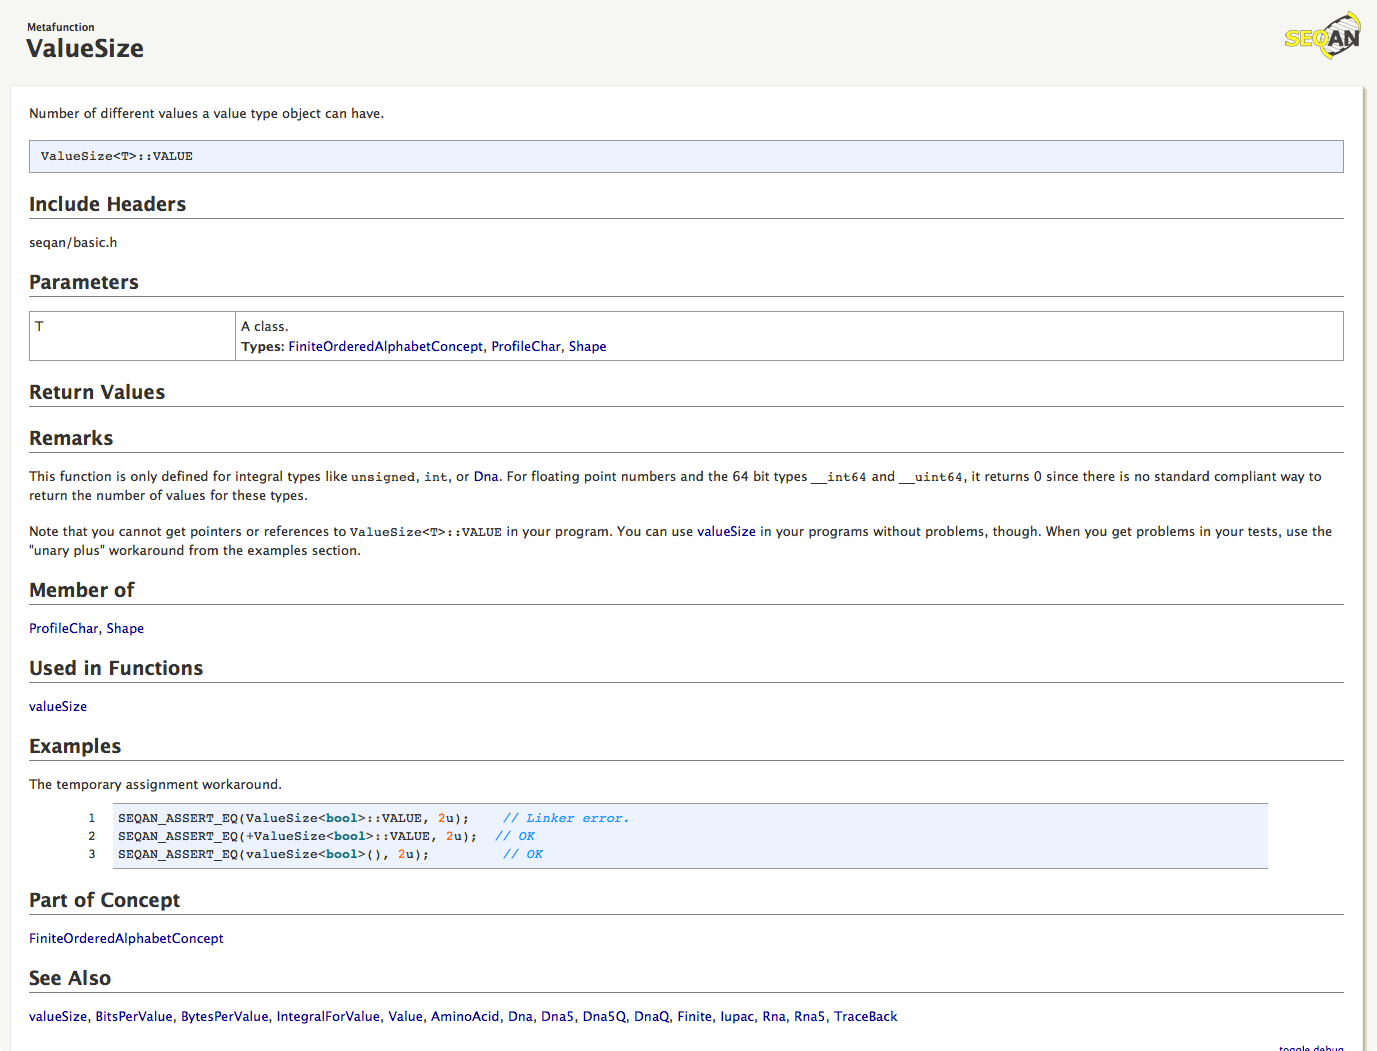 Metafunction
ValueSize
SEQAN
Number of different values a value type object can have.
ValueSize<T>::VALUE
Include Headers
seqan/basic.h
Parameters
T
A class.
Types: FiniteOrderedAlphabetConcept, ProfileChar, Shape
Return Values
Remarks
This function is only defined for integral types like unsigned, int, or Dna. For floating point numbers and the 64 bit types __int64 and __uint64, it returns 0 since there is no standard compliant way to
return the number of values for these types.
Note that you cannot get pointers or references to ValueSize<T>::VALUE in your program. You can use valueSize in your programs without problems, though. When you get problems in your tests, use the
"unary plus" workaround from the examples section.
Member of
ProfileChar, Shape
Used in Functions
valueSize
Examples
The temporary assignment workaround.
1 SEQAN_ASSERT_EQ(ValueSize<bool>::VALUE, 2u); // Linker error.
2 SEQAN_ASSERT_EQ(+ValueSize<bool>::VALUE, 2u); // OK
3 SEQAN_ASSERT_EQ(valueSize<bool>(), 2u); // OK
Part of Concept
FiniteOrderedAlphabetConcept
See Also
valueSize, BitsPerValue, BytesPerValue, IntegralForValue, Value, AminoAcid, Dna, Dna5, Dna5Q, DnaQ, Finite, Iupac, Rna, Rna5, TraceBack
toggle debug